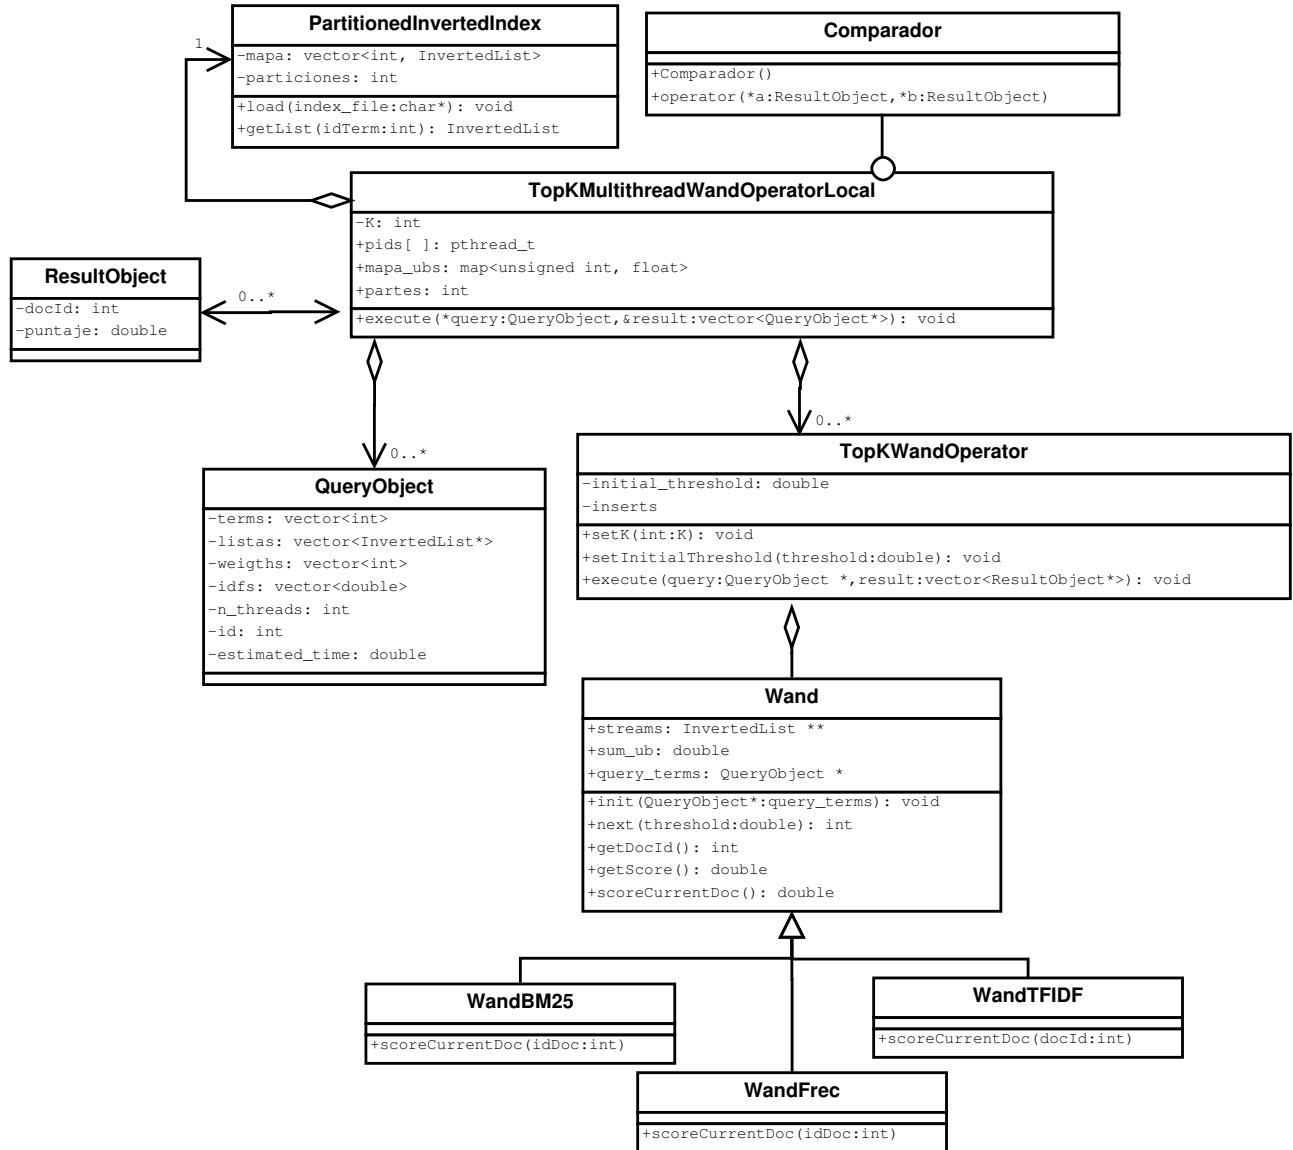 PartitionedInvertedIndex
-mapa: vector<int, InvertedList>
-particiones: int
+load(index_file:char*): void
+getList(idTerm:int): InvertedList
1
Comparador
+Comparador()
+operator(*a:ResultObject,*b:ResultObject)
TopKMultithreadWandOperatorLocal
-K: int
+pids[ ]: pthread_t
+mapa_ubs: map<unsigned int, float>
+partes: int
+execute(*query:QueryObject,&result:vector<QueryObject*>): void
ResultObject
-docId: int
-puntaje: double
0..*
0..*
0..*
QueryObject
-terms: vector<int>
-listas: vector<InvertedList*>
-weigths: vector<int>
-idfs: vector<double>
-n_threads: int
-id: int
-estimated_time: double
TopKWandOperator
-initial_threshold: double
-inserts
+setK(int:K): void
+setInitialThreshold(threshold:double): void
+execute(query:QueryObject *,result:vector<ResultObject*>): void
Wand
+streams: InvertedList **
+sum_ub: double
+query_terms: QueryObject *
+init(QueryObject*:query_terms): void
+next(threshold:double): int
+getDocId(): int
+getScore(): double
+scoreCurrentDoc(): double
WandBM25
+scoreCurrentDoc(idDoc:int)
WandTFIDF
+scoreCurrentDoc(docId:int)
WandFrec
+scoreCurrentDoc(idDoc:int)